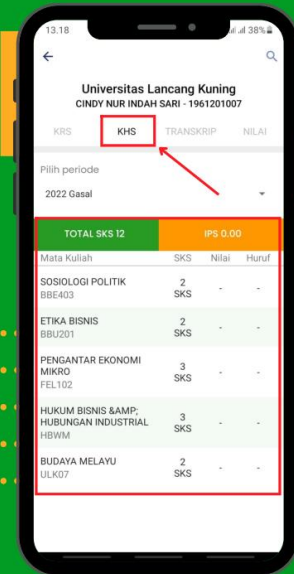 13.18
38%
Universitas Lancang Kuning
CINDY NUR INDAH SARI - 1961201007
KRS KHS TRANSKRIP NILAI
Pilih periode
2022 Gasal
TOTAL SKS 12 IPS 0.00
Mata Kuliah SKS Nilai Huruf
SOSIOLOGI POLITIK
BBE403
2
SKS
-
-
ETIKA BISNIS
BBU201
2
SKS
-
-
PENGANTAR EKONOMI
MIKRO
FEL102
3
SKS
-
-
HUKUM BISNIS &AMP;
HUBUNGAN INDUSTRIAL
HBWM
3
SKS
-
-
BUDAYA MELAYU
ULK07
2
SKS
-
-